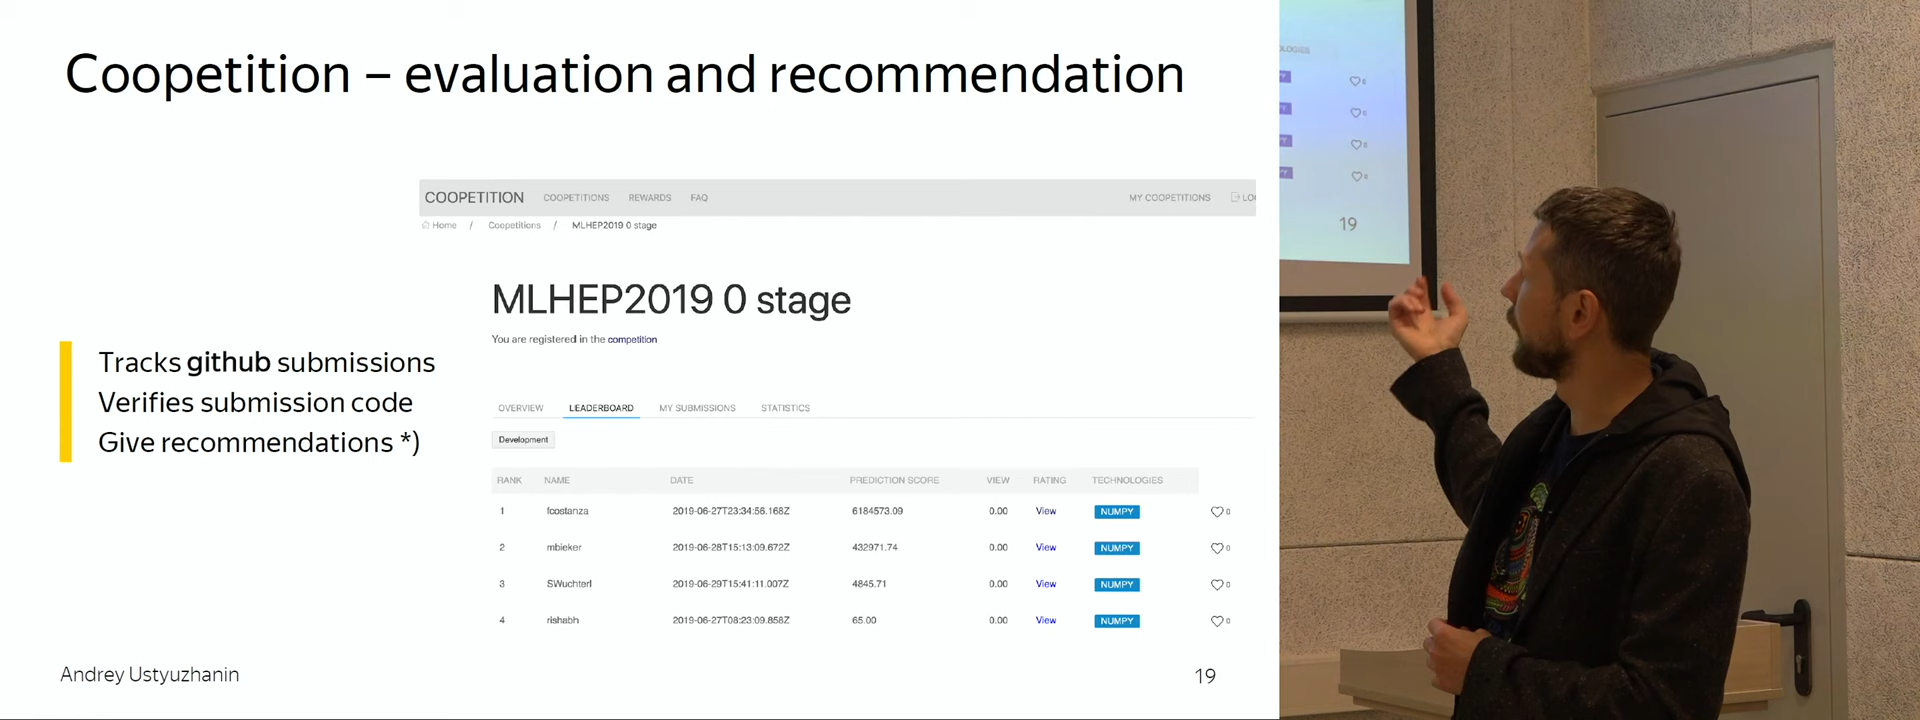 Coopetition – evaluation and recommendation
COOPETITION COOPETITIONS REWARDS FAQ MY COOPETITIONS
Home / Coopetitions / MLHEP2019 0 stage
MLHEP2019 0 stage
You are registered in the competition
Tracks github submissions
Verifies submission code
Give recommendations *)
OVERVIEW LEADERBOARD MY SUBMISSIONS STATISTICS
Development
RANK NAME DATE PREDICTION SCORE VIEW RATING TECHNOLOGIES
1 fcostanza 2019-06-27T23:34:56.168Z 6184573.09 0.00 View NUMPY 0
2 mbieker 2019-06-28T15:13:09.672Z 432971.74 0.00 View NUMPY 0
3 SWuchterl 2019-06-29T15:41:11.007Z 4845.71 0.00 View NUMPY 0
4 rishabh 2019-06-27T08:23:09.858Z 65.00 0.00 View NUMPY 0
Andrey Ustyuzhanin
19
0
0
0
0
19